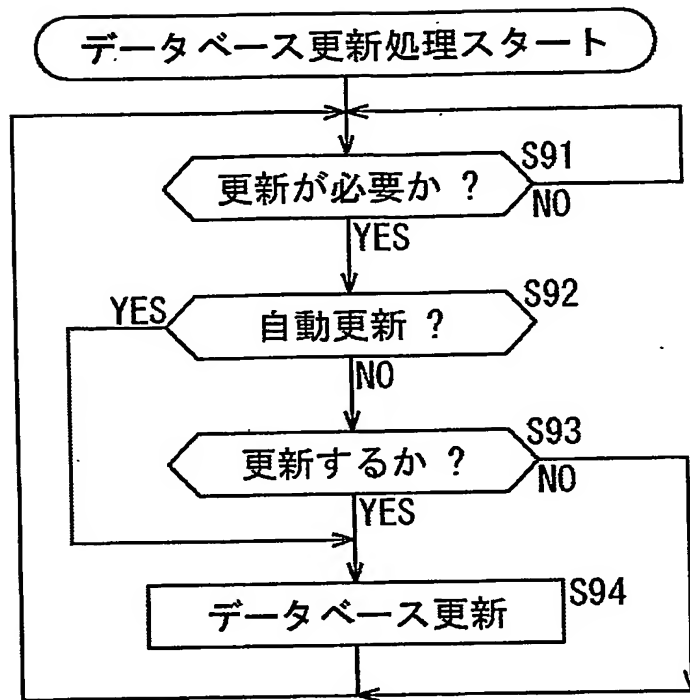 データベース更新処理スタート
S91
更新が必要か ?
NO
YES
S92
YES
自動更新 ?
NO
S93
更新するか ?
NO
YES
S94
データベース更新